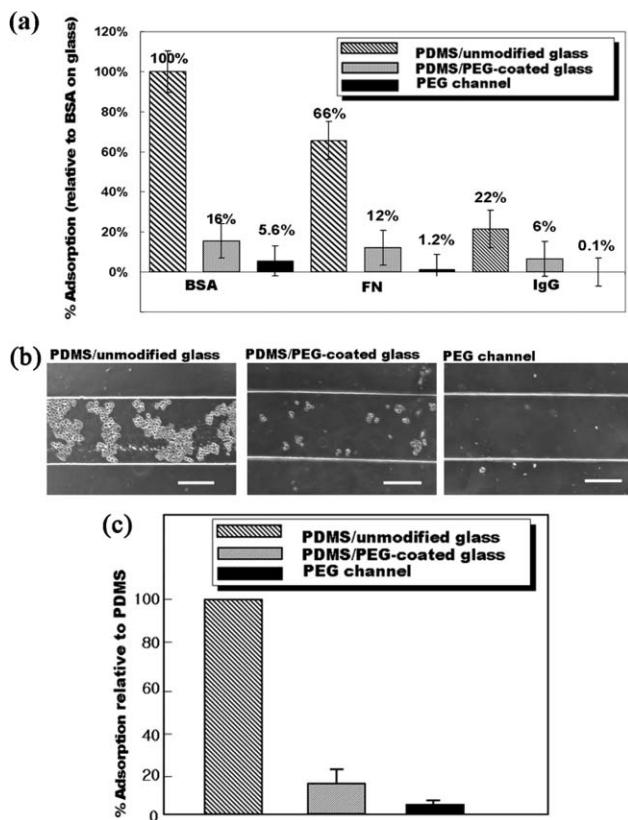 (a)
% Adsorption (relative to BSA on glass)
120%
100%
80%
60%
40%
20%
0%
PDMS/unmodified glass
PDMS/PEG-coated glass
PEG channel
100%
16%
5.6%
66%
12%
1.2%
22%
6%
0.1%
BSA FN IgG
(b)
PDMS/unmodified glass PDMS/PEG-coated glass PEG channel
(c)
PDMS/unmodified glass
PDMS/PEG-coated glass
PEG channel
% Adsorption relative to PDMS
100
80
60
40
20
0